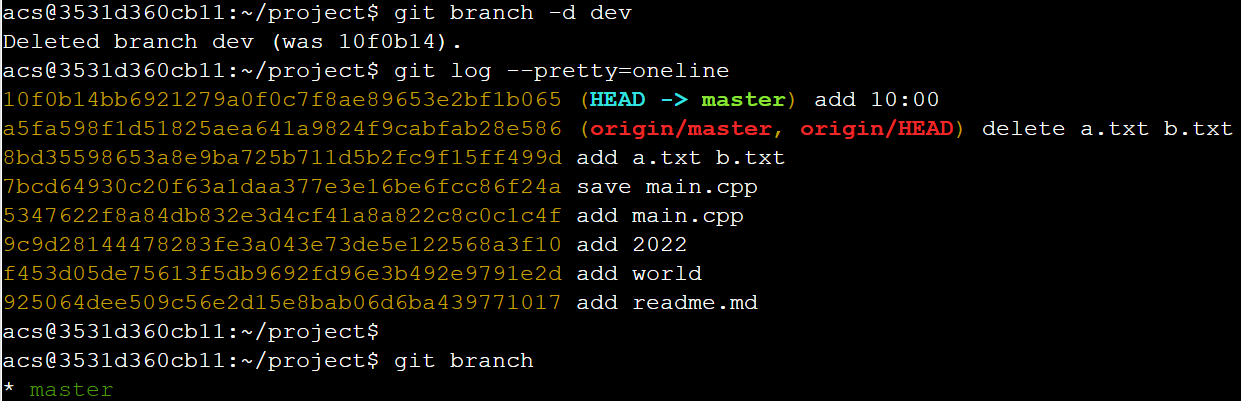 acs@3531d360cb11:~/project$ git branch -d dev
Deleted branch dev (was 10f0b14).
acs@3531d360cb11:~/project$ git log --pretty=oneline
10f0b14bb6921279a0f0c7f8ae89653e2bf1b065 (HEAD -> master) add 10:00
a5fa598f1d51825aea641a9824f9cabfab28e586 (origin/master, origin/HEAD) delete a.txt b.txt
8bd35598653a8e9ba725b711d5b2fc9f15ff499d add a.txt b.txt
7bcd64930c20f63a1daa377e3e16be6fcc86f24a save main.cpp
5347622f8a84db832e3d4cf41a8a822c8c0c1c4f add main.cpp
9c9d28144478283fe3a043e73de5e122568a3f10 add 2022
f453d05de75613f5db9692fd96e3b492e9791e2d add world
925064dee509c56e2d15e8bab06d6ba439771017 add readme.md
acs@3531d360cb11:~/project$
acs@3531d360cb11:~/project$ git branch
* master